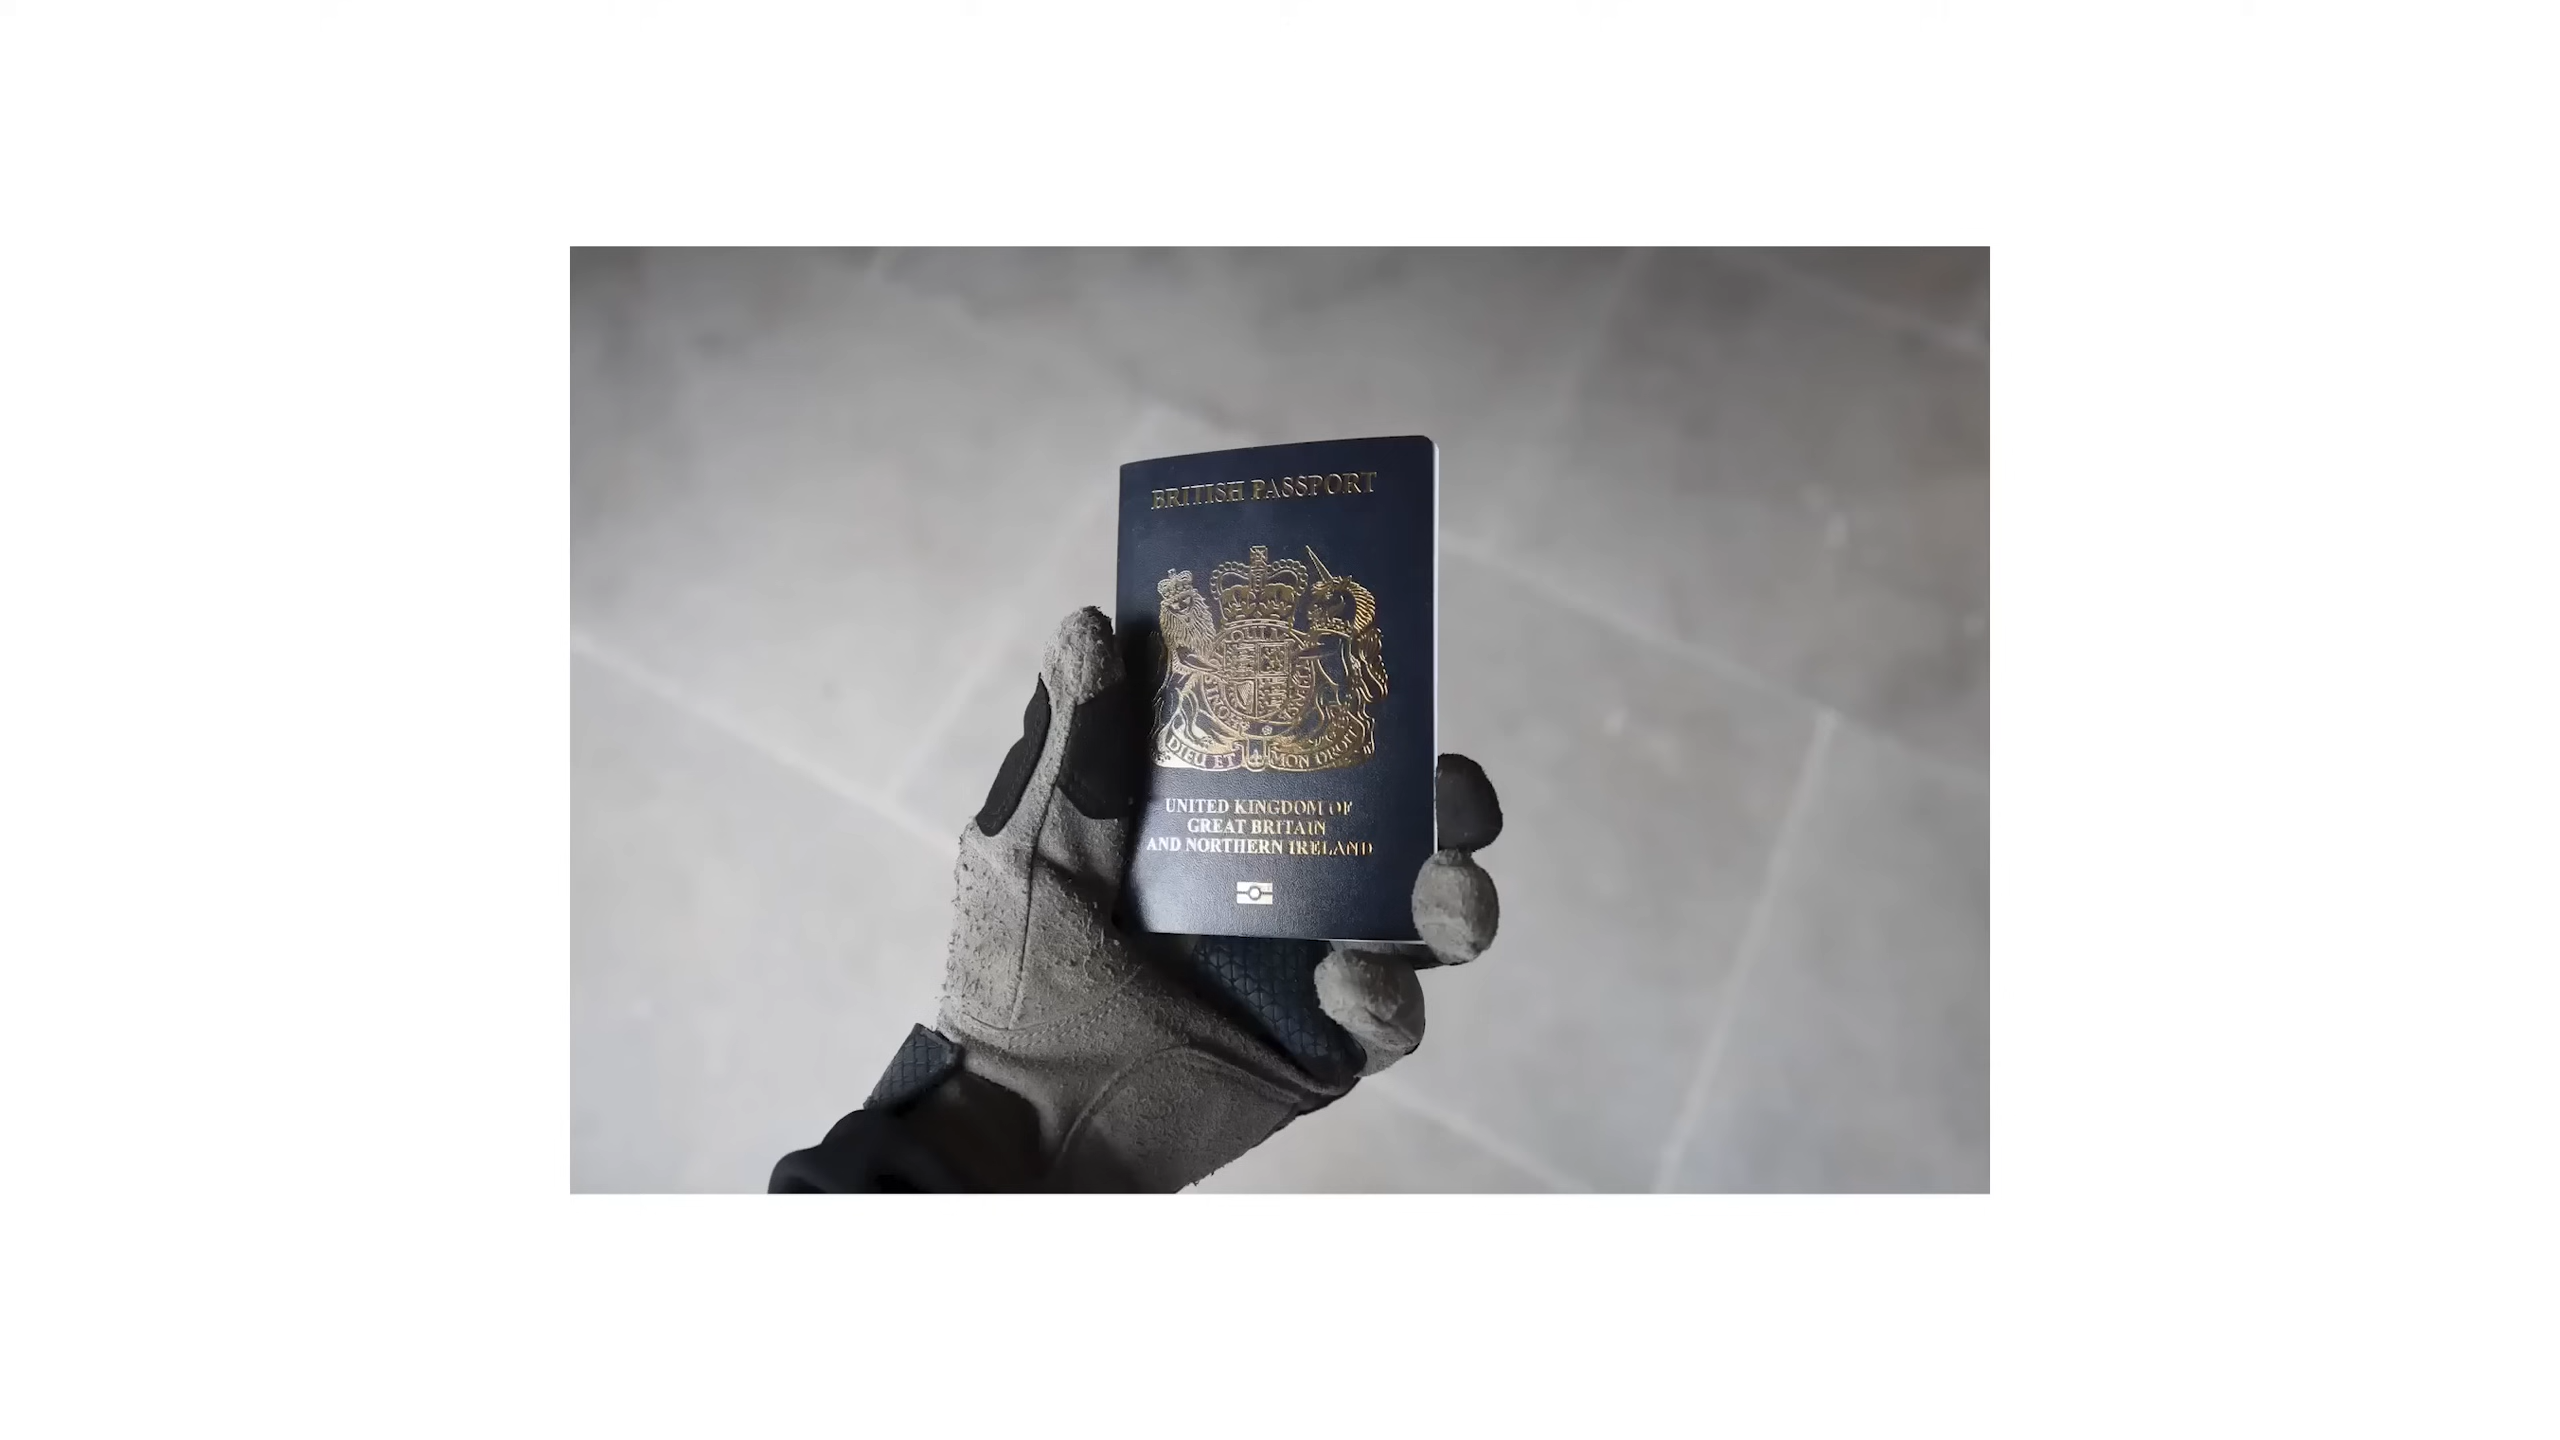 BRITISH PASSPORT
DIEU ET MON DROIT
UNITED KINGDOM OF
GREAT BRITAIN
AND NORTHERN IRELAND